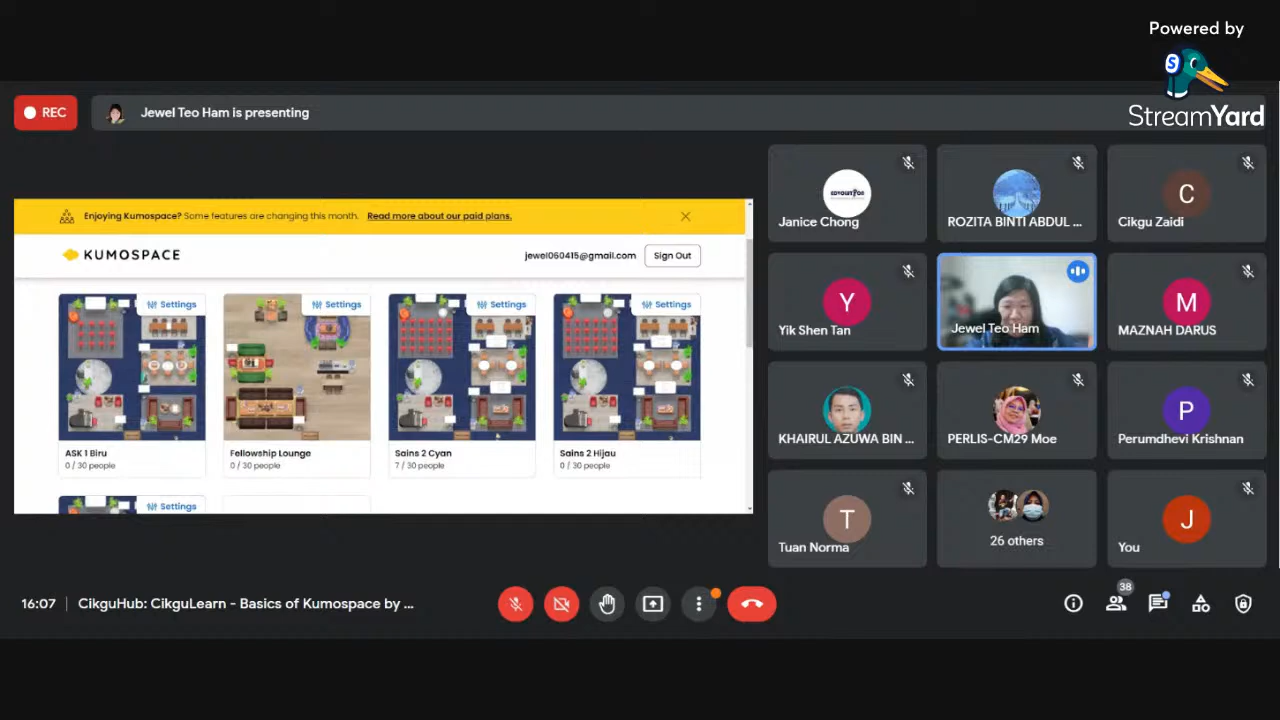 Powered by
StreamYard
REC
Jewel Teo Ham is presenting
Enjoying Kumospace? Some features are changing this month. Read more about our paid plans.
KUMOSPACE
jewel060415@gmail.com
Sign Out
Settings
Settings
Settings
Settings
ASK 1 Biru
0 / 30 people
Fellowship Lounge
0 / 30 people
Sains 2 Cyan
7 / 30 people
Sains 2 Hijau
0 / 30 people
Settings
Janice Chong
ROZITA BINTI ABDUL ...
C
Cikgu Zaidi
Y
Yik Shen Tan
Jewel Teo Ham
M
MAZNAH DARUS
KHAIRUL AZUWA BIN ...
PERLIS-CM29 Moe
P
Perumdhevi Krishnan
T
Tuan Norma
26 others
J
You
16:07
CikguHub: CikguLearn - Basics of Kumospace by ...
38